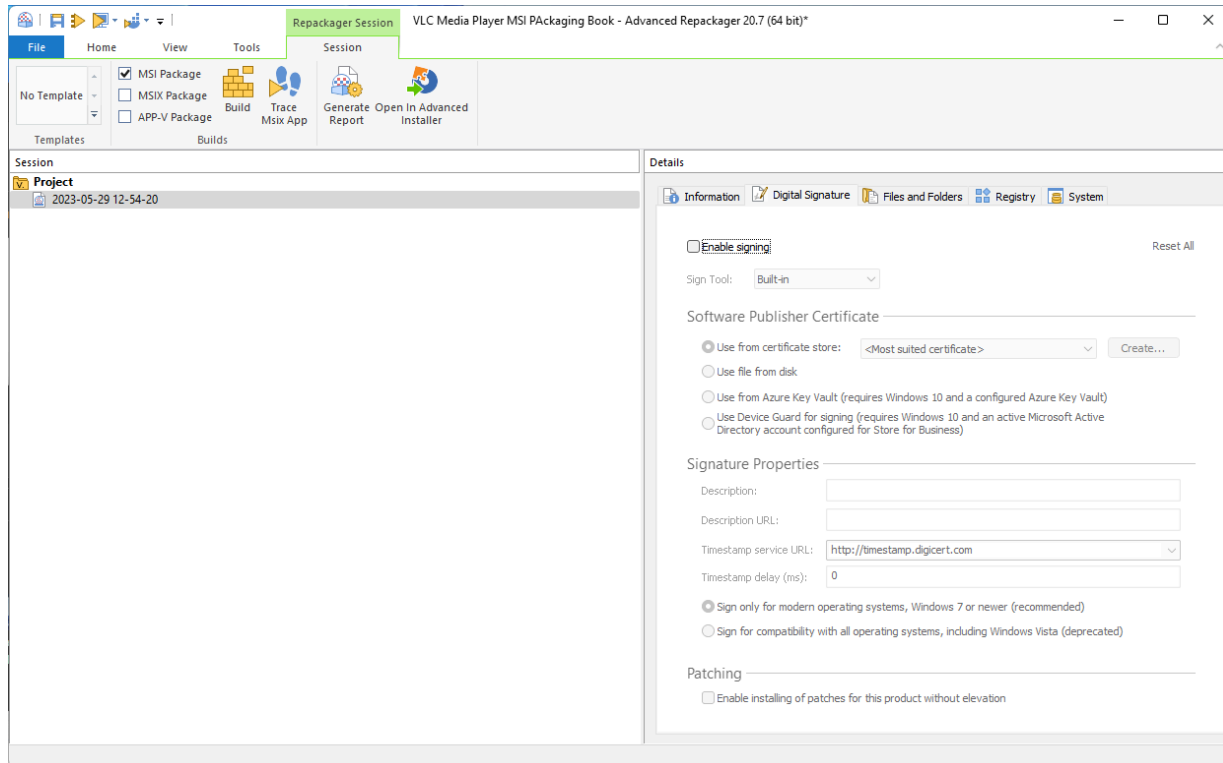 Repackager Session
VLC Media Player MSI PAckaging Book - Advanced Repackager 20.7 (64 bit)*
File
Home
View
Tools
Session
No Template
MSI Package
MSIX Package
APP-V Package
Build
Trace
Msix App
Generate
Report
Open In Advanced
Installer
Templates
Builds
Session
Project
2023-05-29 12-54-20
Details
Information
Digital Signature
Files and Folders
Registry
System
Enable signing
Reset All
Sign Tool:
Built-in
Software Publisher Certificate
Use from certificate store:
<Most suited certificate>
Create...
Use file from disk
Use from Azure Key Vault (requires Windows 10 and a configured Azure Key Vault)
Use Device Guard for signing (requires Windows 10 and an active Microsoft Active
Directory account configured for Store for Business)
Signature Properties
Description:
Description URL:
Timestamp service URL:
http://timestamp.digicert.com
Timestamp delay (ms):
0
Sign only for modern operating systems, Windows 7 or newer (recommended)
Sign for compatibility with all operating systems, including Windows Vista (deprecated)
Patching
Enable installing of patches for this product without elevation